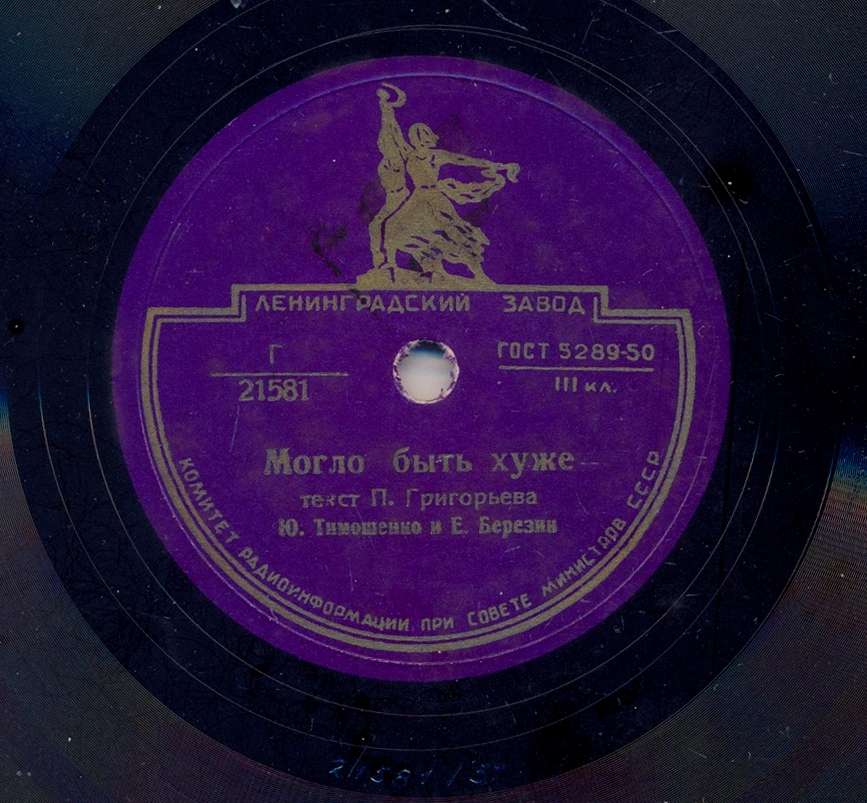 ЛЕНИНГРАДСКИЙ ЗАВОД
Г
21581
ГОСТ 5289-50
III кл.
Могло быть хуже
текст П. Григорьева
Ю. Тимошенко и Е. Березин
КОМИТЕТ РАДИОИНФОРМАЦИИ ПРИ СОВЕТЕ МИНИСТРОВ СССР